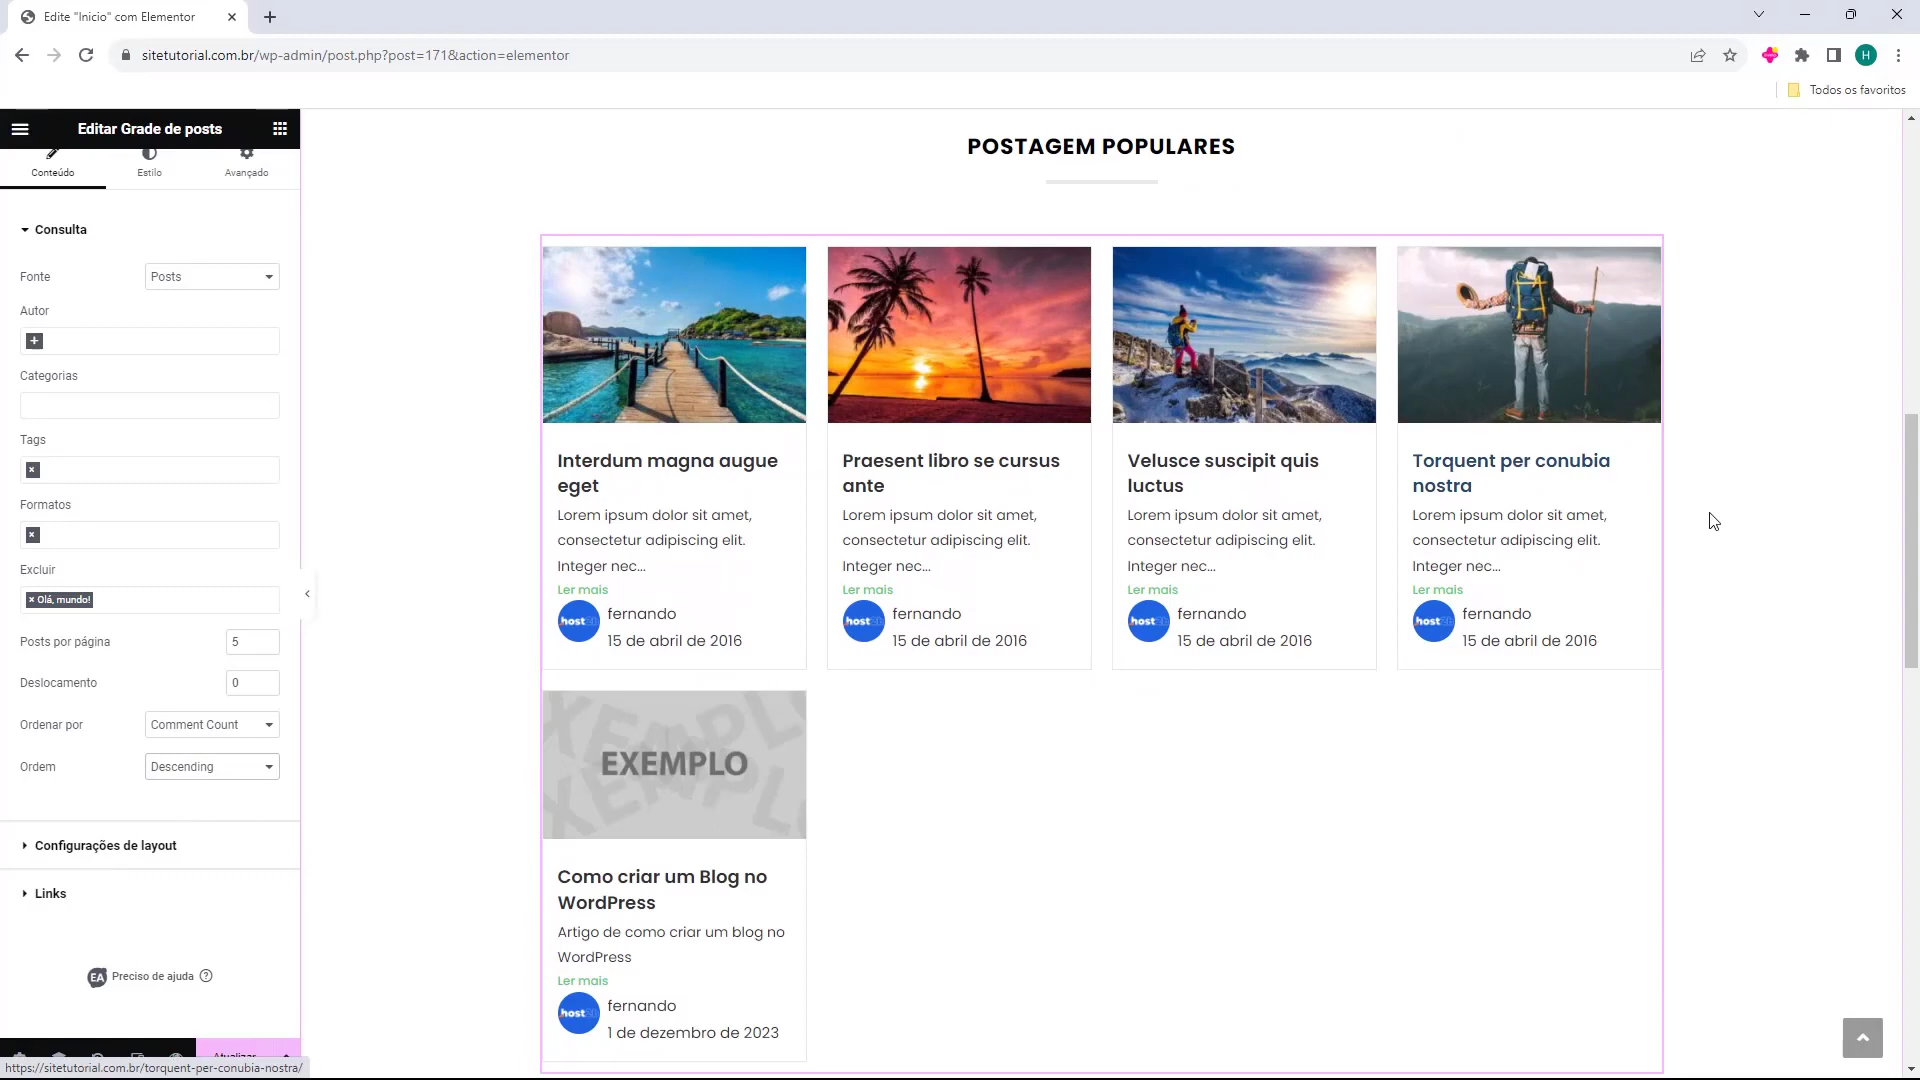 Edite "Inicio" com Elementor
sitetutorial.com.br/wp-admin/post.php?post=171&action=elementor
H
Todos os favoritos
Editar Grade de posts
Conteúdo
Estilo
Avançado
Consulta
Fonte
Posts
Autor
Categorias
Tags
Formatos
Excluir
× Olá, mundo!
Posts por página
5
Deslocamento
0
Ordenar por
Comment Count
Ordem
Descending
Configurações de layout
Links
EA Preciso de ajuda
Atualizar
https://sitetutorial.com.br/torquent-per-conubia-nostra/
POSTAGEM POPULARES
Interdum magna augue
eget
Lorem ipsum dolor sit amet,
consectetur adipiscing elit.
Integer nec...
Ler mais
fernando
15 de abril de 2016
Praesent libro se cursus
ante
Lorem ipsum dolor sit amet,
consectetur adipiscing elit.
Integer nec...
Ler mais
fernando
15 de abril de 2016
Velusce suscipit quis
luctus
Lorem ipsum dolor sit amet,
consectetur adipiscing elit.
Integer nec...
Ler mais
fernando
15 de abril de 2016
Torquent per conubia
nostra
Lorem ipsum dolor sit amet,
consectetur adipiscing elit.
Integer nec...
Ler mais
fernando
15 de abril de 2016
EXEMPLO
Como criar um Blog no
WordPress
Artigo de como criar um blog no
WordPress
Ler mais
fernando
1 de dezembro de 2023